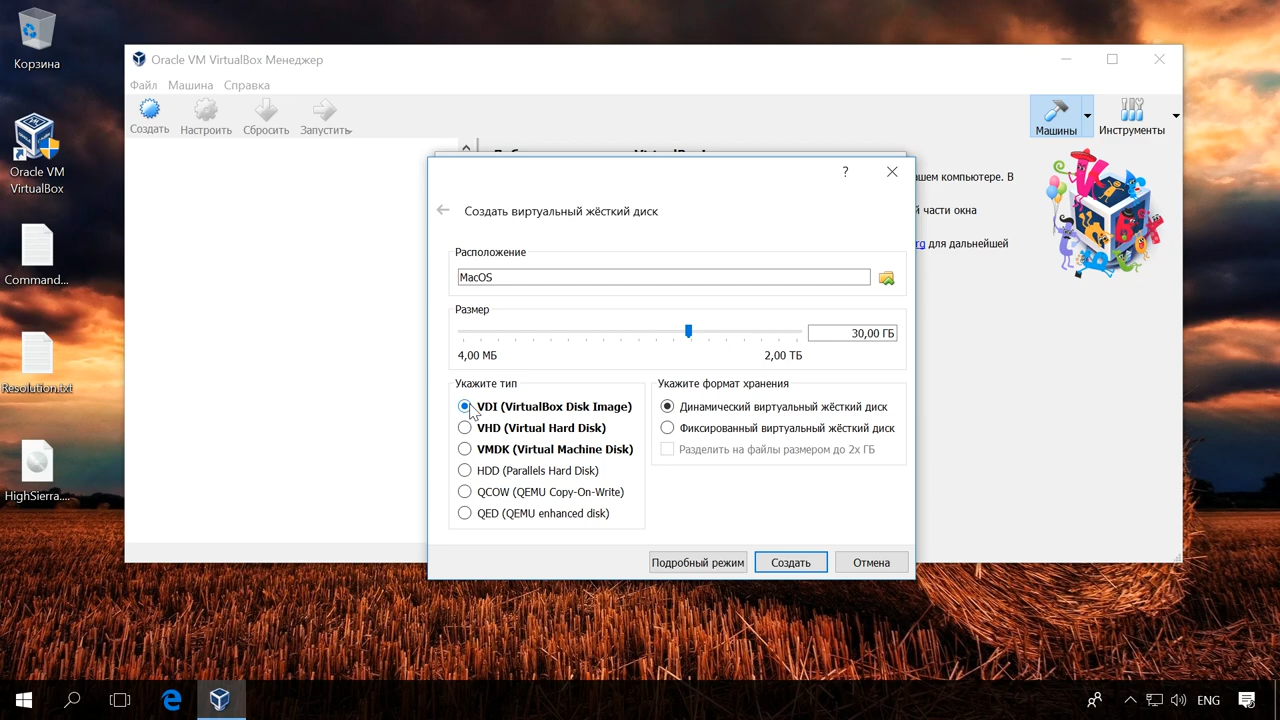 Корзина
Oracle VM
VirtualBox
Command...
Resolution.txt
HighSierra....
Oracle VM VirtualBox Менеджер
Файл Машина Справка
Создать Настроить Сбросить Запустить
Машины Инструменты
ашем компьютере. В
й части окна
rg для дальнейшей
?
Создать виртуальный жёсткий диск
Расположение
MacOS
Размер
30,00 ГБ
4,00 МБ 2,00 ТБ
Укажите тип
VDI (VirtualBox Disk Image)
VHD (Virtual Hard Disk)
VMDK (Virtual Machine Disk)
HDD (Parallels Hard Disk)
QCOW (QEMU Copy-On-Write)
QED (QEMU enhanced disk)
Укажите формат хранения
Динамический виртуальный жёсткий диск
Фиксированный виртуальный жёсткий диск
Разделить на файлы размером до 2х ГБ
Подробный режим Создать Отмена
ENG